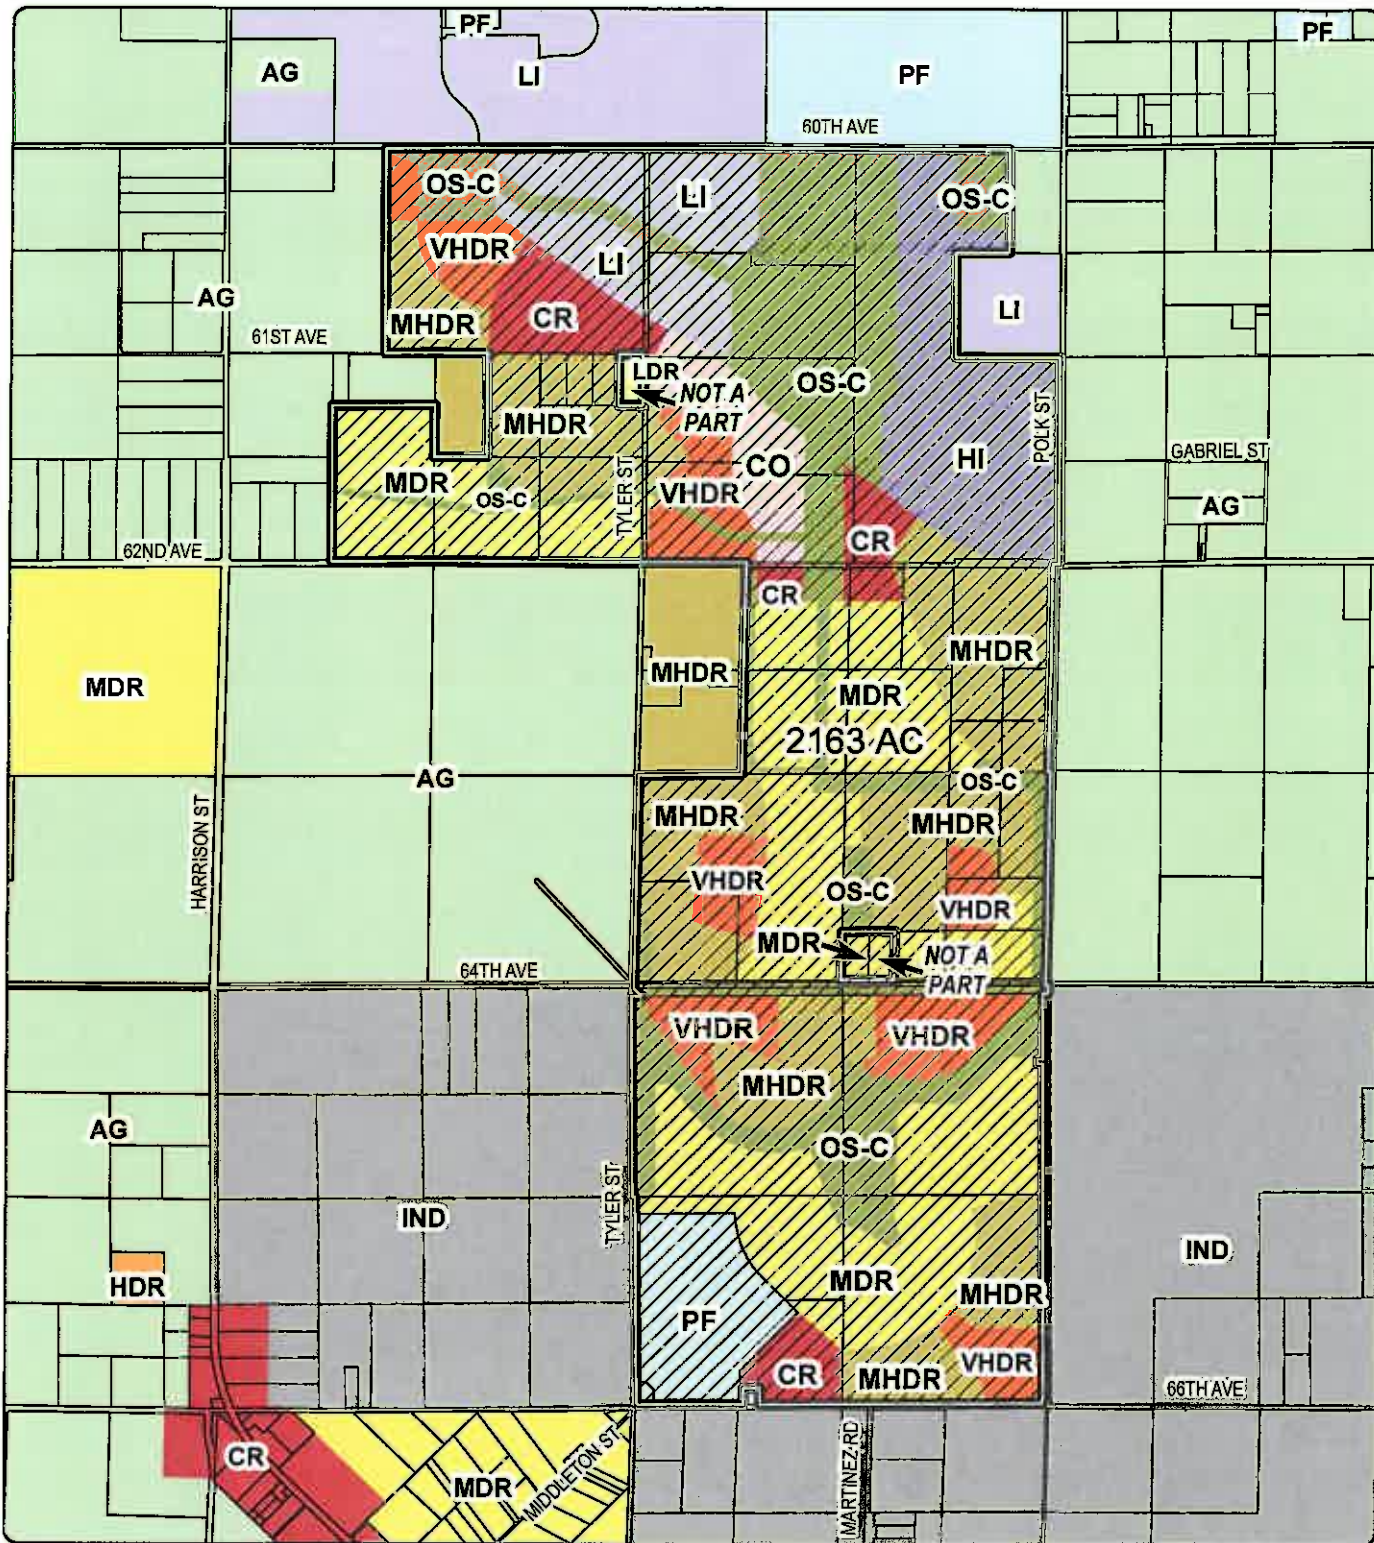 PF
PF
AG
LI
PF
60TH AVE
OS-C
LI
OS-C
VHDR
LI
AG
LI
MHDR
CR
61ST AVE
LDR
OS-C
NOT A
PART
MHDR
POLK ST
GABRIEL ST
HI
CO
MDR
OS-C
TYLER ST
VHDR
AG
62ND AVE
CR
CR
MHDR
MHDR
MDR
MDR
2163 AC
AG
OS-C
MHDR
MHDR
HARRISON ST
VHDR
OS-C
VHDR
MDR
NOT A
PART
64TH AVE
VHDR
VHDR
MHDR
AG
OS-C
TYLER ST
IND
IND
HDR
MDR
MHDR
PF
VHDR
CR
MHDR
66TH AVE
CR
MDR
MIDDLETON ST
MARTINEZ RD